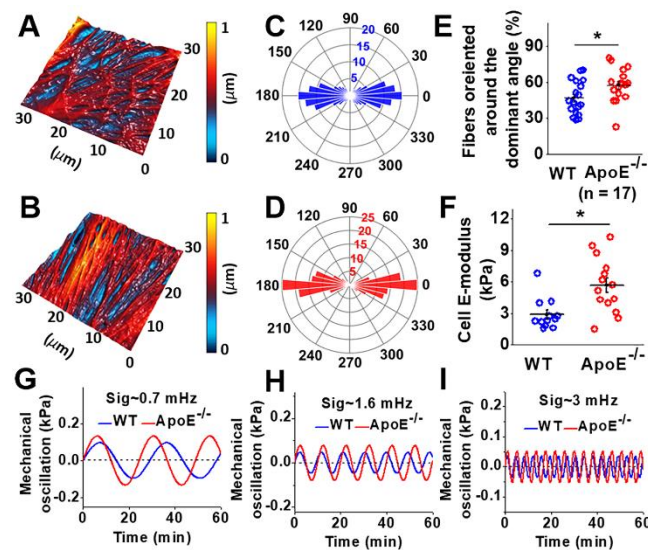 A
1
30
20
10
0
(μm)
0
30
20
10
0
(μm)
C
90
120
60
150
30
180
0
210
330
240
300
270
20
15
10
5
E
Fibers oreiented
around the
dominant angle (%)
90
60
30
0
*
WT ApoE-/-
(n = 17)
B
1
30
20
10
0
(μm)
0
30
20
10
0
(μm)
D
90
120
60
150
30
180
0
210
330
240
300
270
25
20
15
10
5
F
Cell E-modulus
(kPa)
12
9
6
3
0
*
WT ApoE-/-
G
Sig~0.7 mHz
WT ApoE-/-
Mechanical
oscillation (kPa)
0.2
0.0
-0.2
0 20 40 60
Time (min)
H
Sig~1.6 mHz
WT ApoE-/-
Mechanical
oscillation (kPa)
0.2
0.0
-0.2
0 20 40 60
Time (min)
I
Sig~3 mHz
WT ApoE-/-
Mechanical
oscillation (kPa)
0.1
0.0
-0.1
0 20 40 60
Time (min)